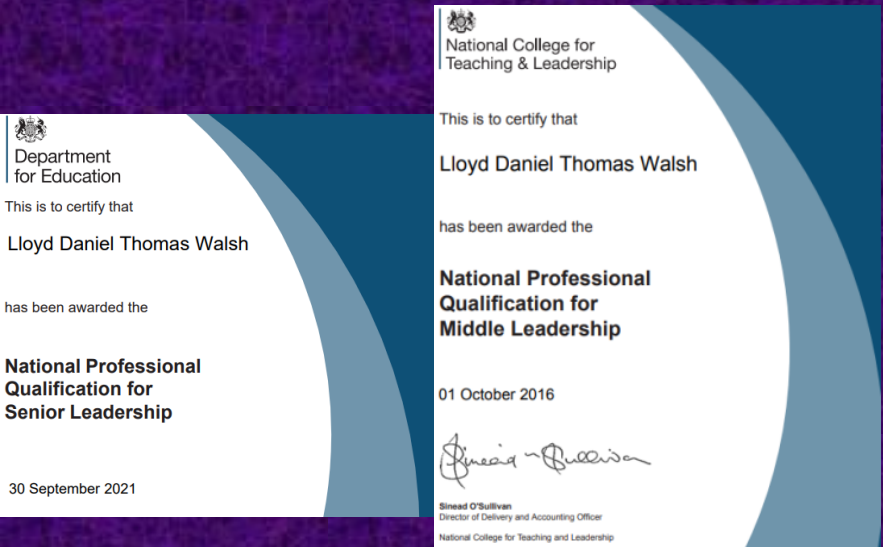 Department
for Education
This is to certify that
Lloyd Daniel Thomas Walsh
has been awarded the
National Professional
Qualification for
Senior Leadership
30 September 2021
National College for
Teaching & Leadership
This is to certify that
Lloyd Daniel Thomas Walsh
has been awarded the
National Professional
Qualification for
Middle Leadership
01 October 2016
Sinead O'Sullivan
Sinead O'Sullivan
Director of Delivery and Accounting Officer
National College for Teaching and Leadership